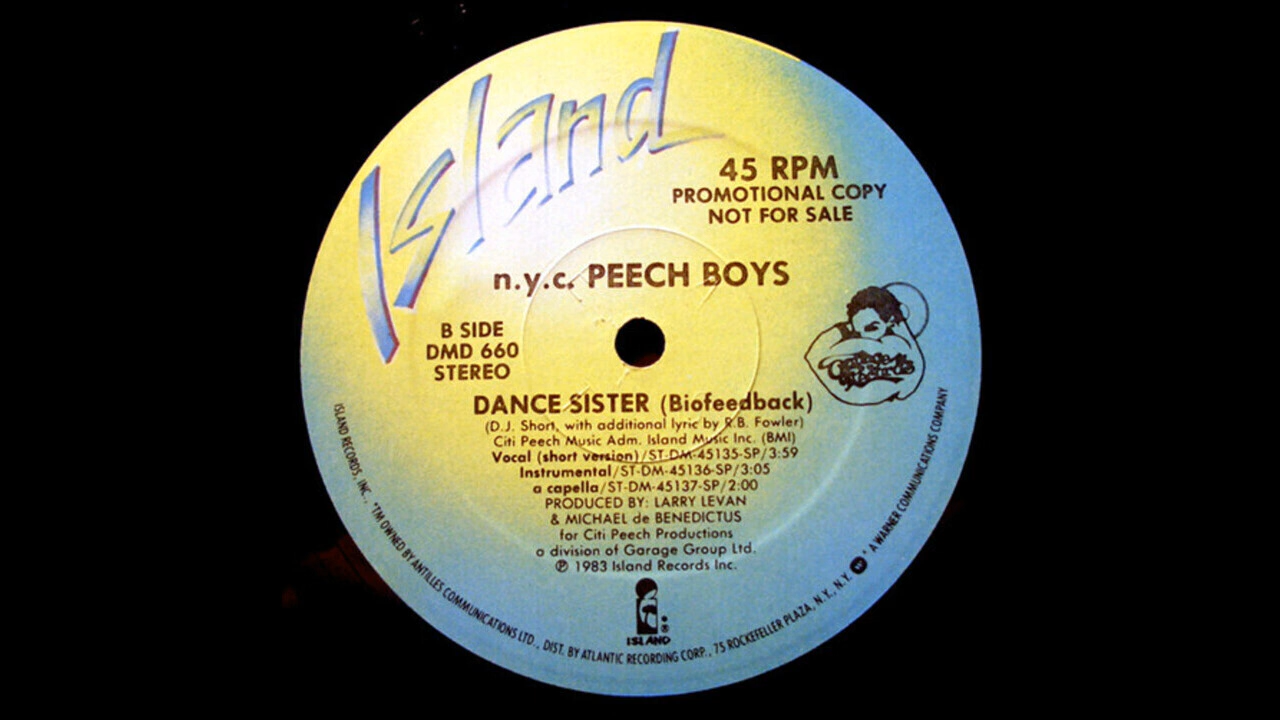 Island
45 RPM
PROMOTIONAL COPY
NOT FOR SALE
n.y.c. PEECH BOYS
B SIDE
DMD 660
STEREO
DANCE SISTER (Biofeedback)
(D.J. Short, with additional lyric by R.B. Fowler)
Citi Peech Music Adm. Island Music Inc. (BMI)
Vocal (short version)/ST-DM-45135-SP/3:59
Instrumental/ST-DM-45136-SP/3:05
a capella/ST-DM-45137-SP/2:00
PRODUCED BY: LARRY LEVAN
& MICHAEL de BENEDICTUS
for Citi Peech Productions
a division of Garage Group Ltd.
℗ 1983 Island Records Inc.
ISLAND ®
ISLAND RECORDS, INC., *TM OWNED BY ANTILLES COMMUNICATIONS LTD., DIST. BY ATLANTIC RECORDING CORP., 75 ROCKEFELLER PLAZA, N.Y., N.Y. * A WARNER COMMUNICATIONS COMPANY